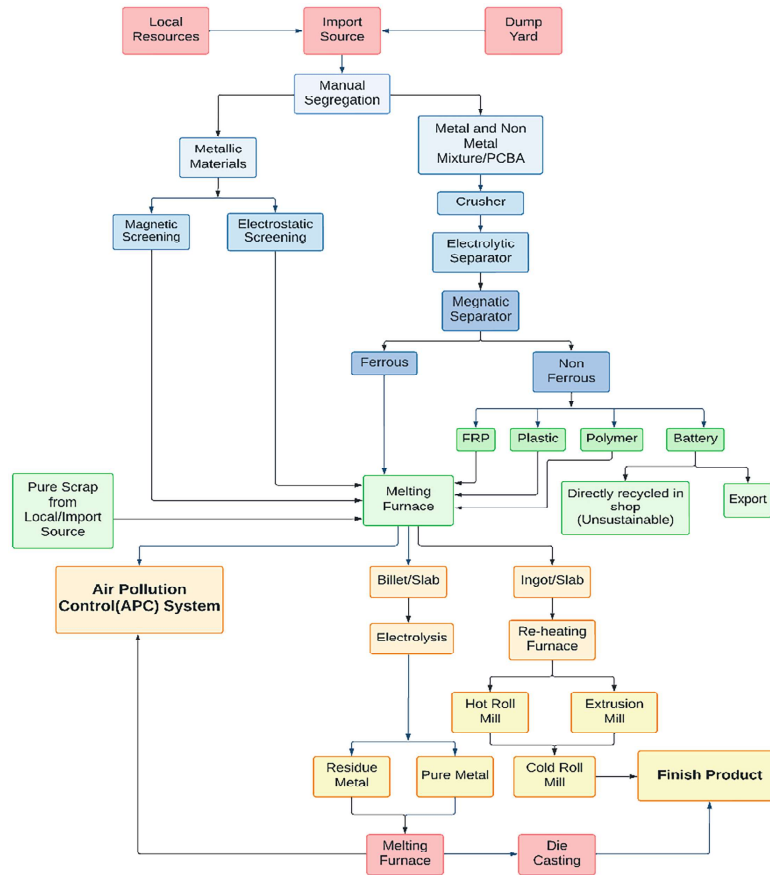 Local
Resources
Import
Source
Dump
Yard
Manual
Segregation
Metallic
Materials
Metal and Non
Metal
Mixture/PCBA
Magnetic
Screening
Electrostatic
Screening
Crusher
Electrolytic
Separator
Megnatic
Separator
Ferrous
Non
Ferrous
FRP
Plastic
Polymer
Battery
Pure Scrap
from
Local/Import
Source
Melting
Furnace
Directly recycled in
shop
(Unsustainable)
Export
Air Pollution
Control(APC) System
Billet/Slab
Ingot/Slab
Electrolysis
Re-heating
Furnace
Hot Roll
Mill
Extrusion
Mill
Residue
Metal
Pure Metal
Cold Roll
Mill
Finish Product
Melting
Furnace
Die
Casting